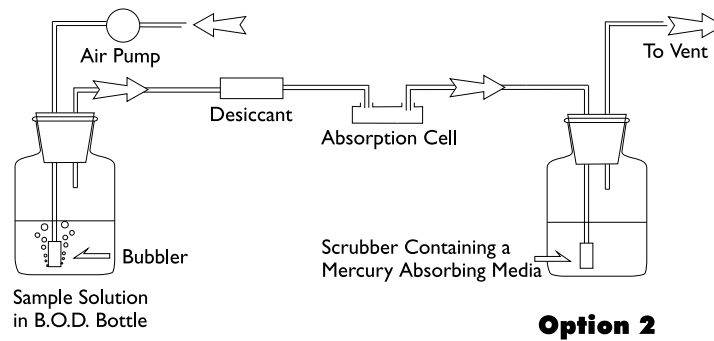 Air Pump
To Vent
Desiccant
Absorption Cell
Bubbler
Scrubber Containing a
Mercury Absorbing Media
Sample Solution
in B.O.D. Bottle
Option 2